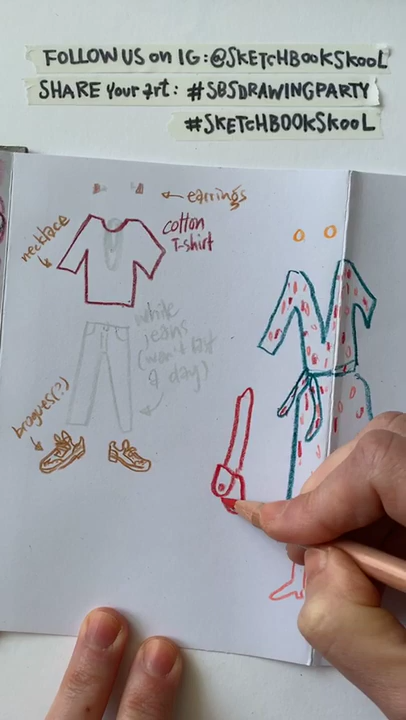 FOLLOW US on IG: @SKETCHBOOKSKOOL
SHARE your art: #SBSDRAWINGPARTY
#SKETCHBOOKSKOOL
earrings
necklace
cotton
T-shirt
white
jeans
(won't last
a day)
brogues(?)